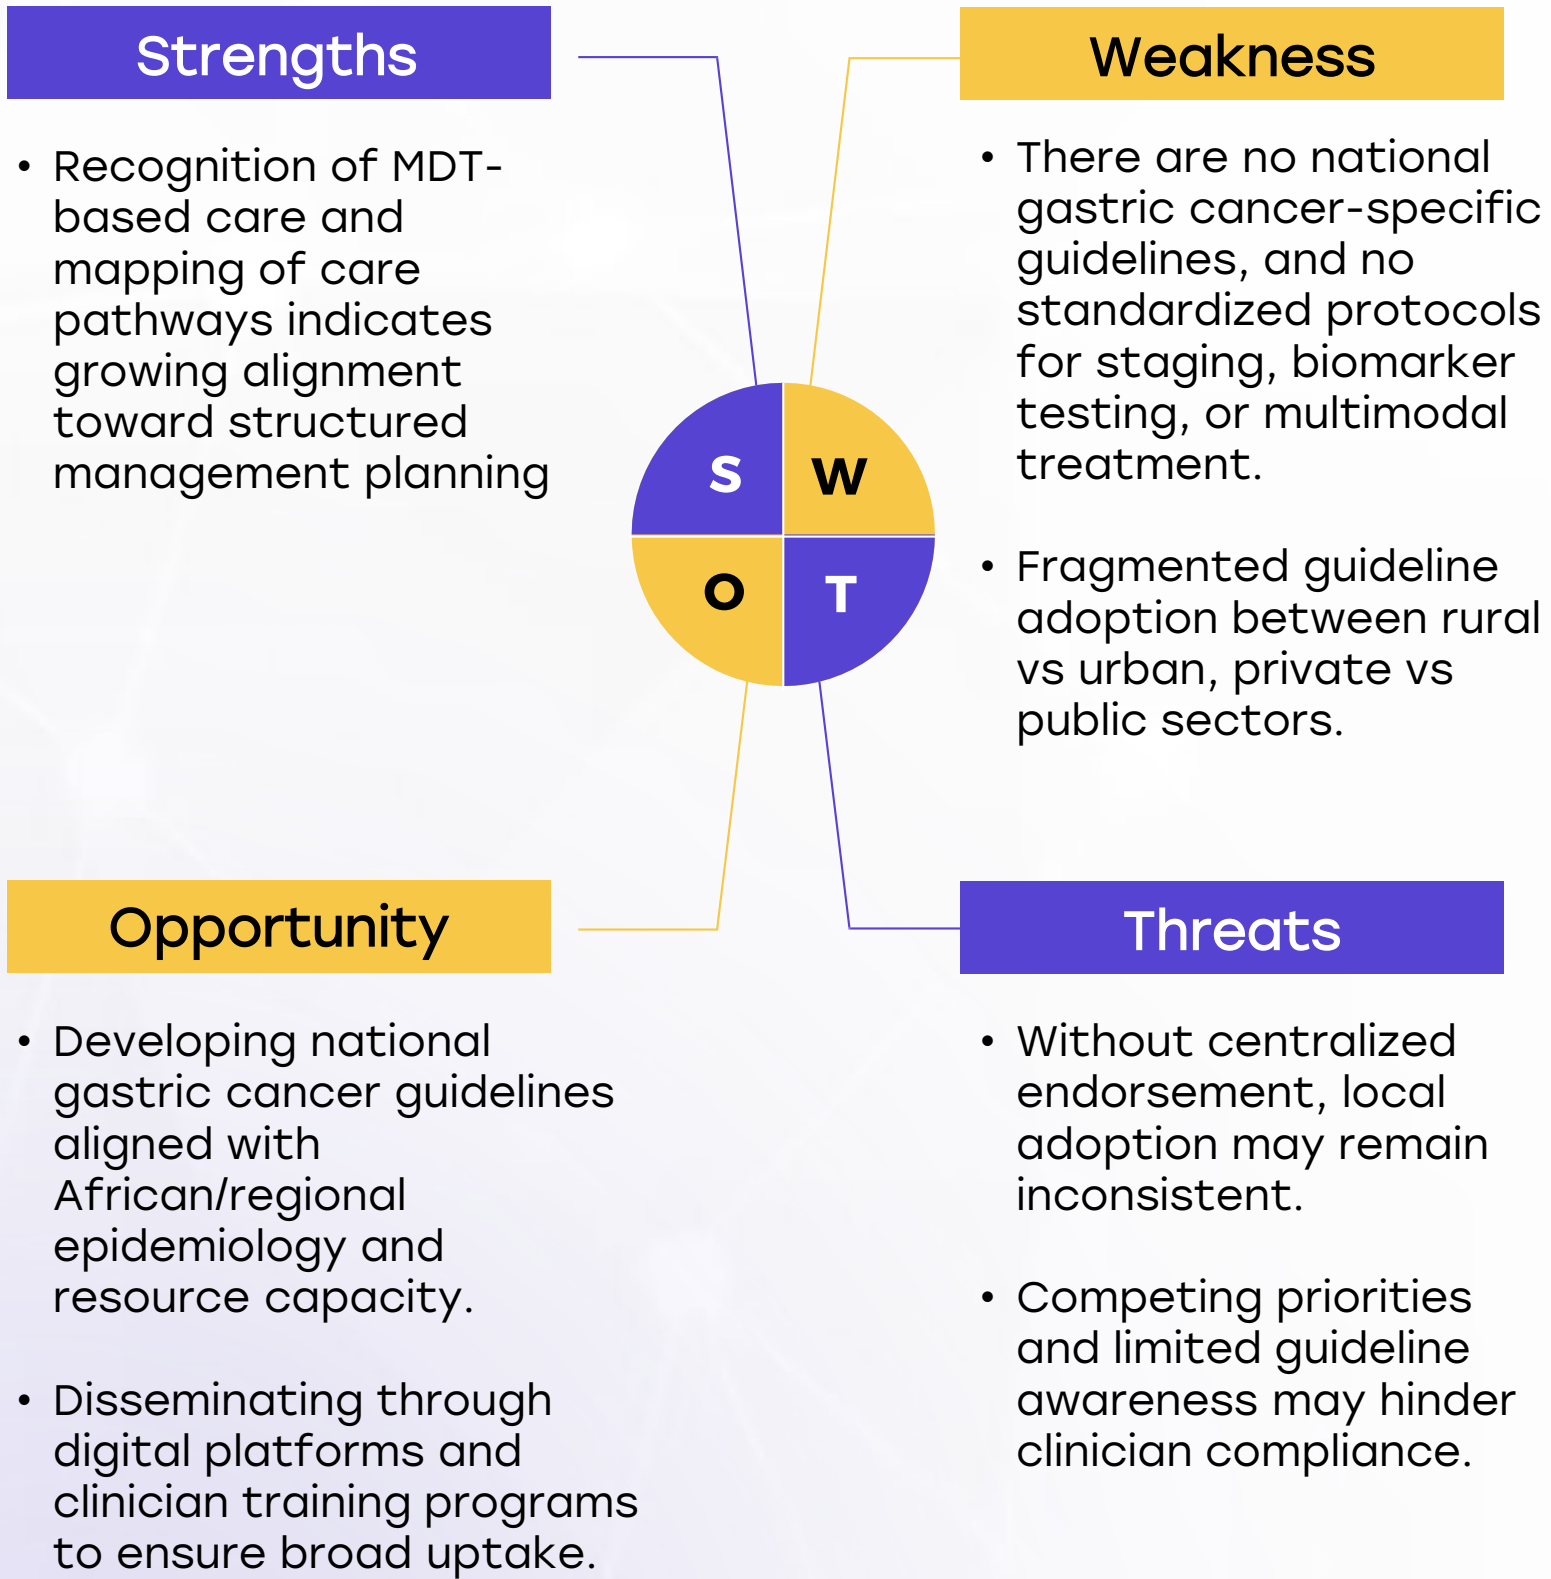 Strengths
• Recognition of MDT-
based care and
mapping of care
pathways indicates
growing alignment
toward structured
management planning
Weakness
• There are no national
gastric cancer-specific
guidelines, and no
standardized protocols
for staging, biomarker
testing, or multimodal
treatment.
• Fragmented guideline
adoption between rural
vs urban, private vs
public sectors.
S
W
O
T
Opportunity
• Developing national
gastric cancer guidelines
aligned with
African/regional
epidemiology and
resource capacity.
• Disseminating through
digital platforms and
clinician training programs
to ensure broad uptake.
Threats
• Without centralized
endorsement, local
adoption may remain
inconsistent.
• Competing priorities
and limited guideline
awareness may hinder
clinician compliance.